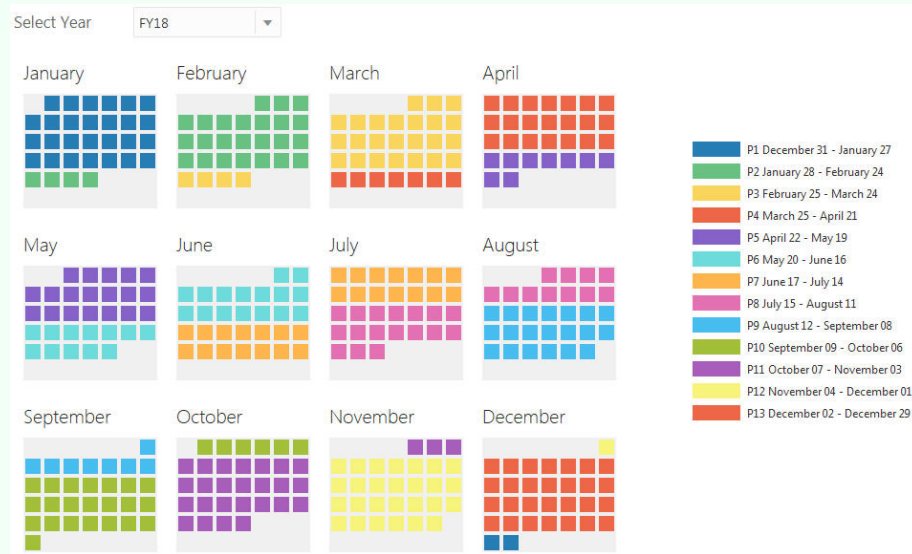 Select Year
FY18
January
February
March
April
May
June
July
August
September
October
November
December
P1 December 31 - January 27
P2 January 28 - February 24
P3 February 25 - March 24
P4 March 25 - April 21
P5 April 22 - May 19
P6 May 20 - June 16
P7 June 17 - July 14
P8 July 15 - August 11
P9 August 12 - September 08
P10 September 09 - October 06
P11 October 07 - November 03
P12 November 04 - December 01
P13 December 02 - December 29